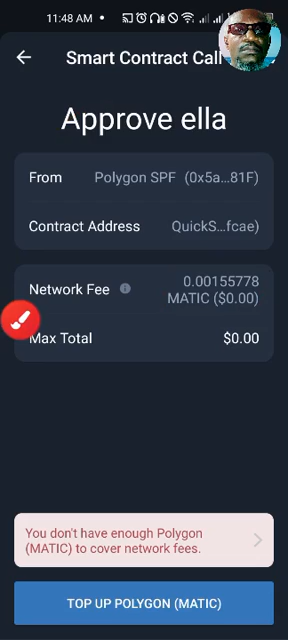 11:48 AM
Smart Contract Call
Approve ella
From Polygon SPF (0x5a...81F)
Contract Address QuickS...fcae)
Network Fee 0.00155778
MATIC ($0.00)
Max Total $0.00
You don't have enough Polygon
(MATIC) to cover network fees.
TOP UP POLYGON (MATIC)